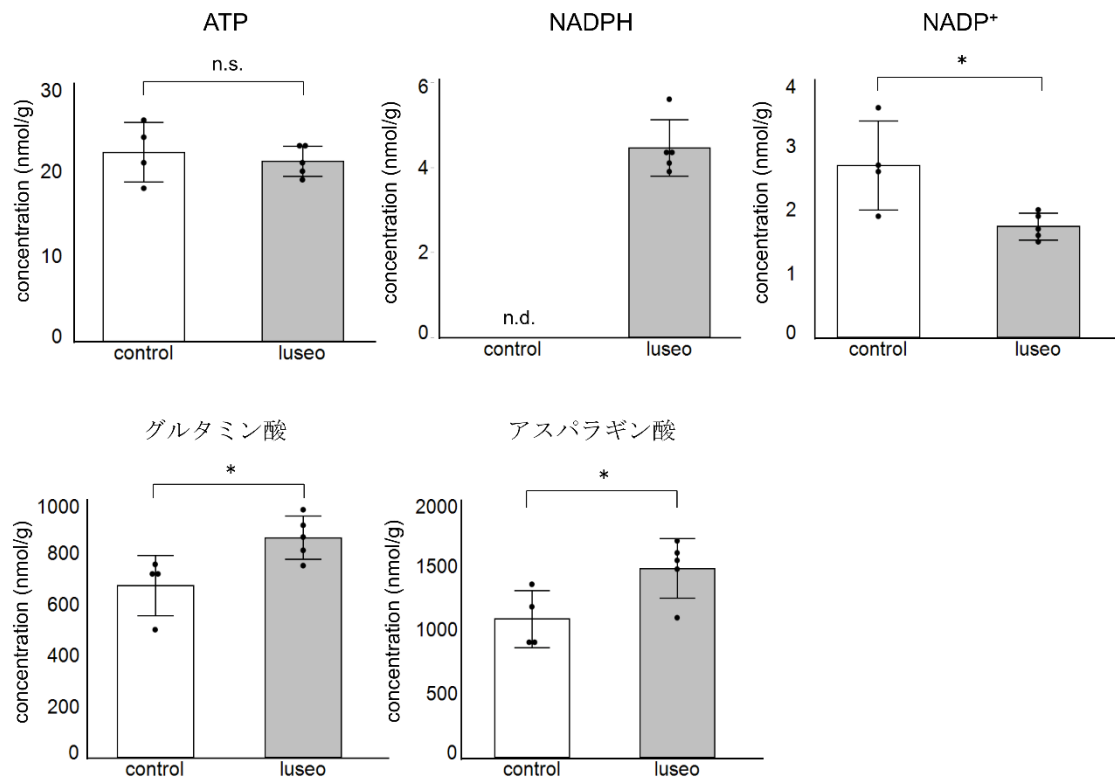 ATP
n.s.
concentration (nmol/g)
30
20
10
0
control
luseo
NADPH
concentration (nmol/g)
6
4
2
0
n.d.
control
luseo
NADP⁺
*
concentration (nmol/g)
4
3
2
1
0
control
luseo
グルタミン酸
*
concentration (nmol/g)
1000
800
600
400
200
0
control
luseo
アスパラギン酸
*
concentration (nmol/g)
2000
1500
1000
500
0
control
luseo